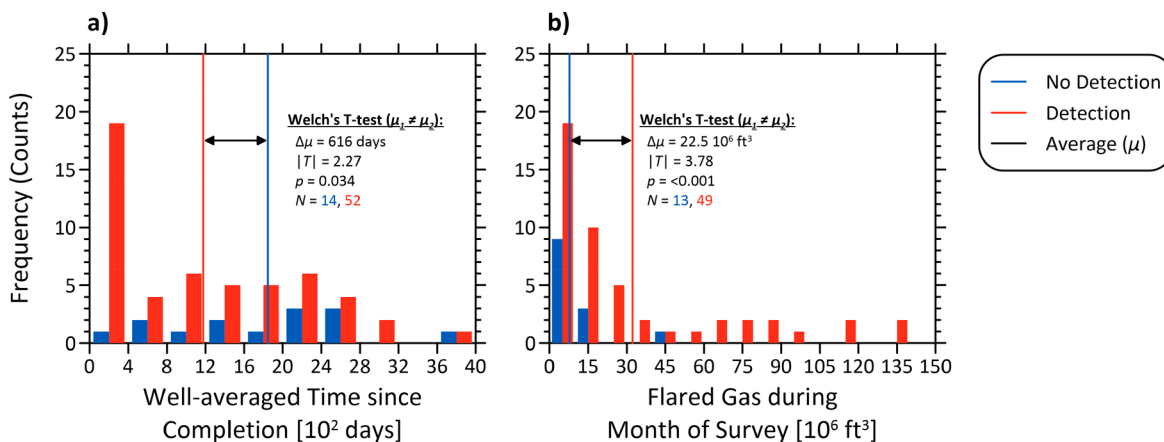 a)
25
20
15
10
5
0
Frequency (Counts)
Welch's T-test (μ₁ ≠ μ₂):
Δμ = 616 days
|T| = 2.27
p = 0.034
N = 14, 52
0 4 8 12 16 20 24 28 32 36 40
Well-averaged Time since
Completion [10² days]
b)
25
20
15
10
5
0
Welch's T-test (μ₁ ≠ μ₂):
Δμ = 22.5 10⁶ ft³
|T| = 3.78
p = <0.001
N = 13, 49
0 15 30 45 60 75 90 105 120 135 150
Flared Gas during
Month of Survey [10⁶ ft³]
No Detection
Detection
Average (μ)